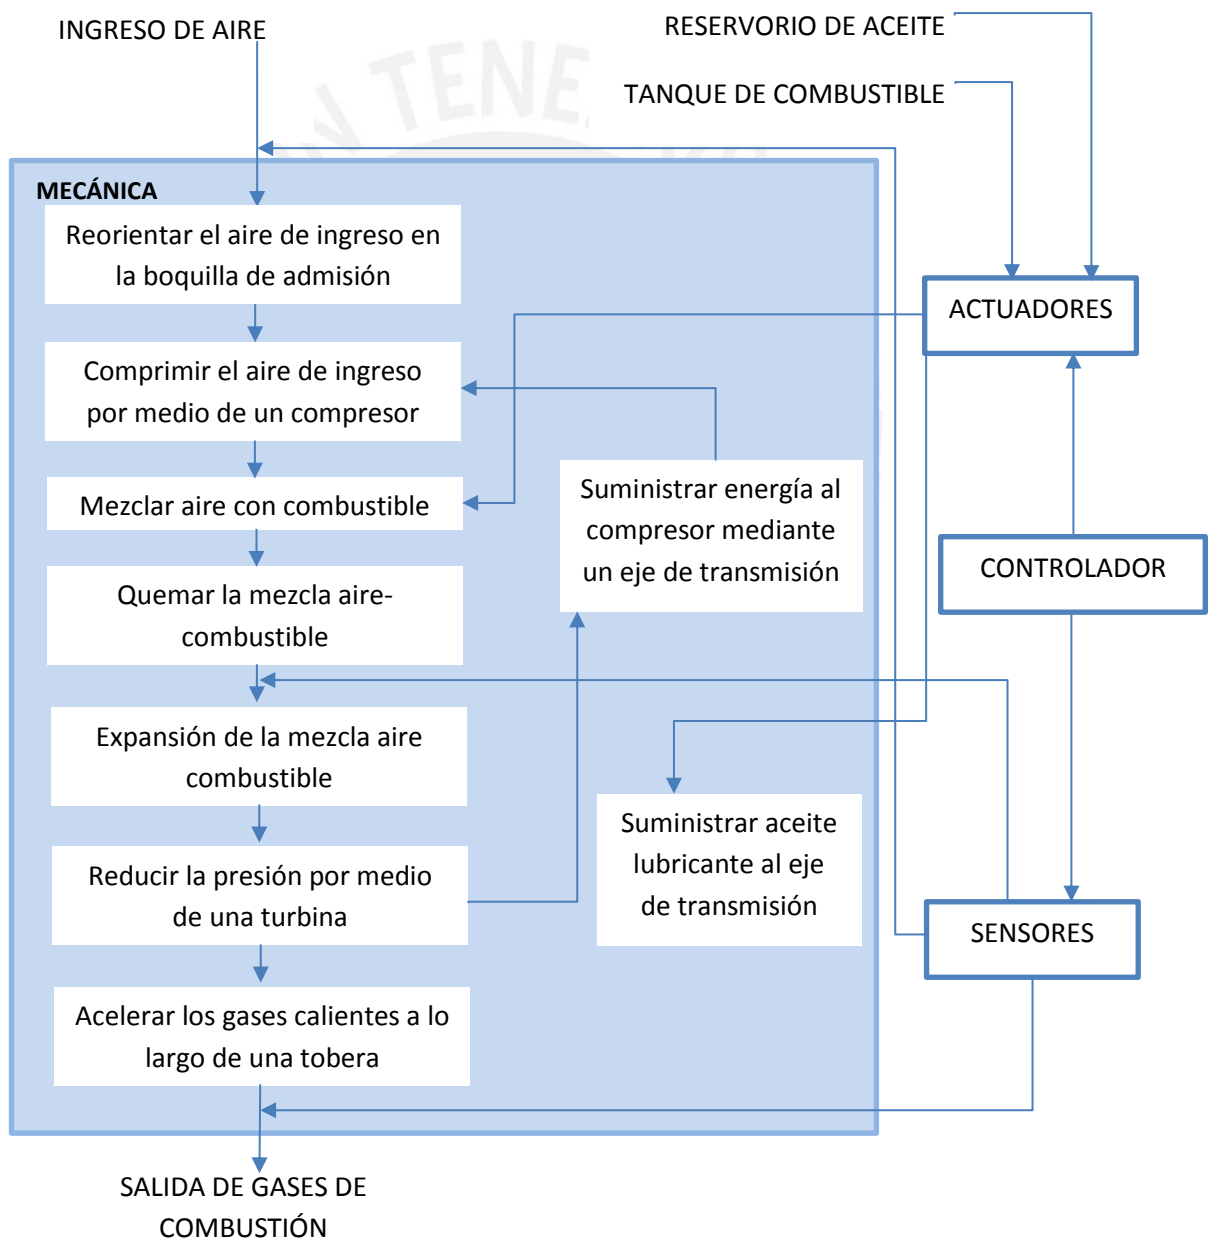 INGRESO DE AIRE
RESERVORIO DE ACEITE
TANQUE DE COMBUSTIBLE
MECÁNICA
Reorientar el aire de ingreso en
la boquilla de admisión
ACTUADORES
Comprimir el aire de ingreso
por medio de un compresor
Mezclar aire con combustible
Suministrar energía al
compresor mediante
un eje de transmisión
CONTROLADOR
Quemar la mezcla aire-
combustible
Expansión de la mezcla aire
combustible
Suministrar aceite
lubricante al eje
de transmisión
Reducir la presión por medio
de una turbina
SENSORES
Acelerar los gases calientes a lo
largo de una tobera
SALIDA DE GASES DE
COMBUSTIÓN